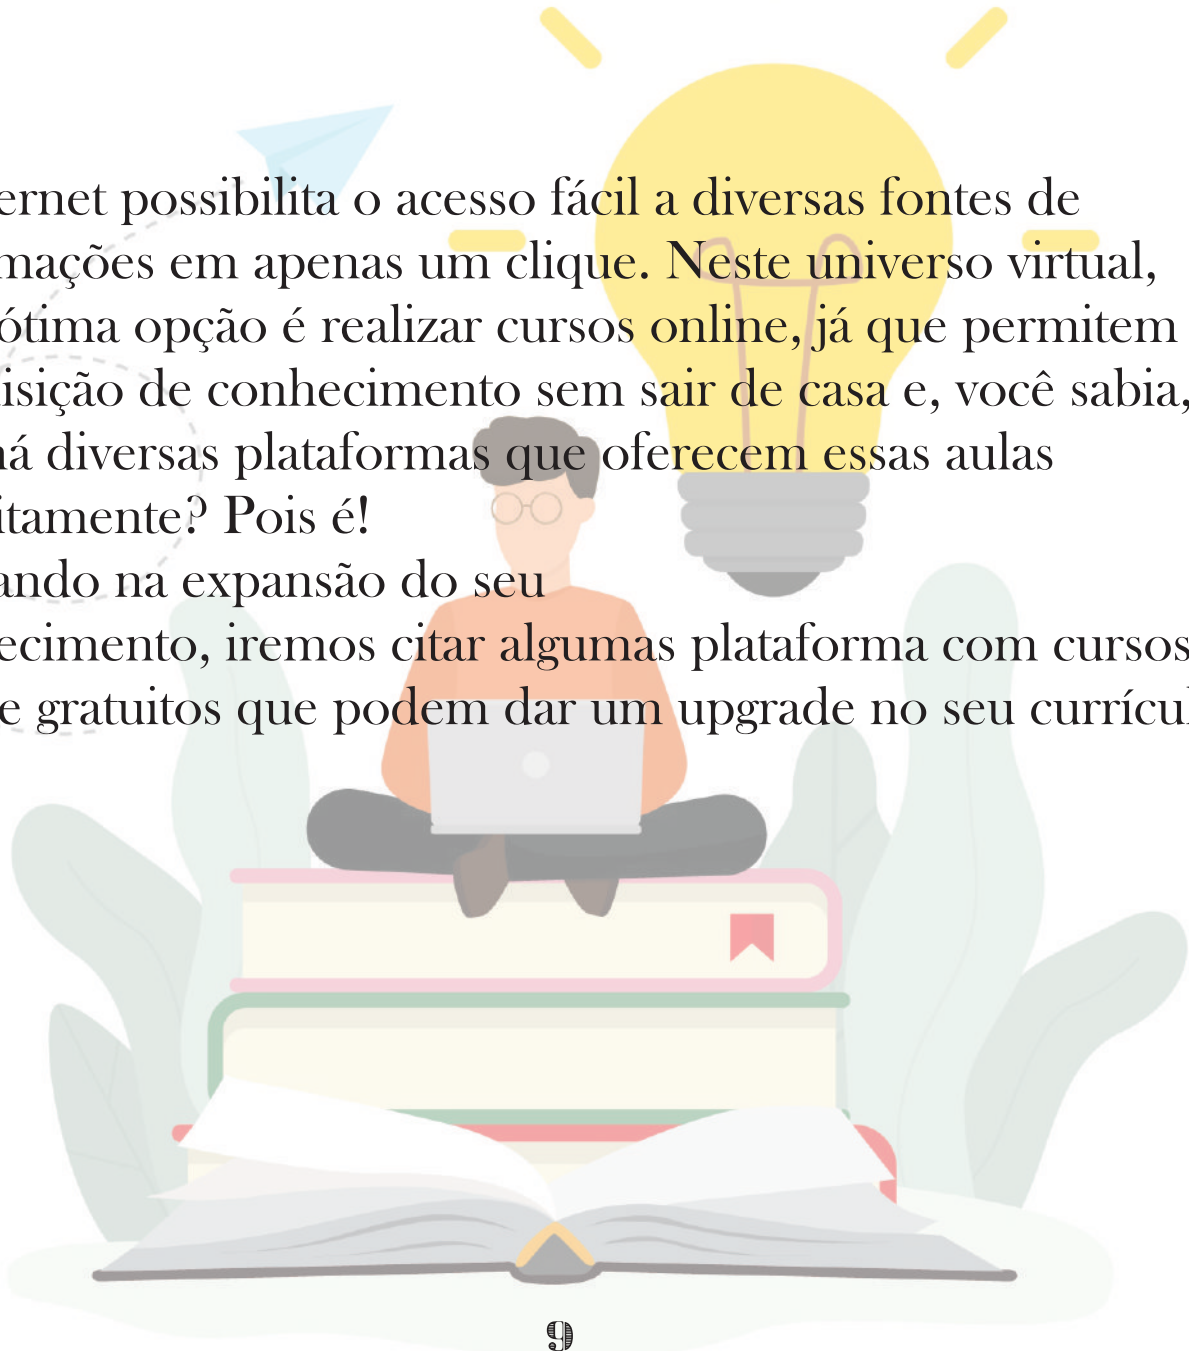 ernet possibilita o acesso fácil a diversas fontes de
mações em apenas um clique. Neste universo virtual,
ótima opção é realizar cursos online, já que permitem
isição de conhecimento sem sair de casa e, você sabia,
há diversas plataformas que oferecem essas aulas
itamente? Pois é!
ando na expansão do seu
ecimento, iremos citar algumas plataforma com cursos
e gratuitos que podem dar um upgrade no seu currícul
9